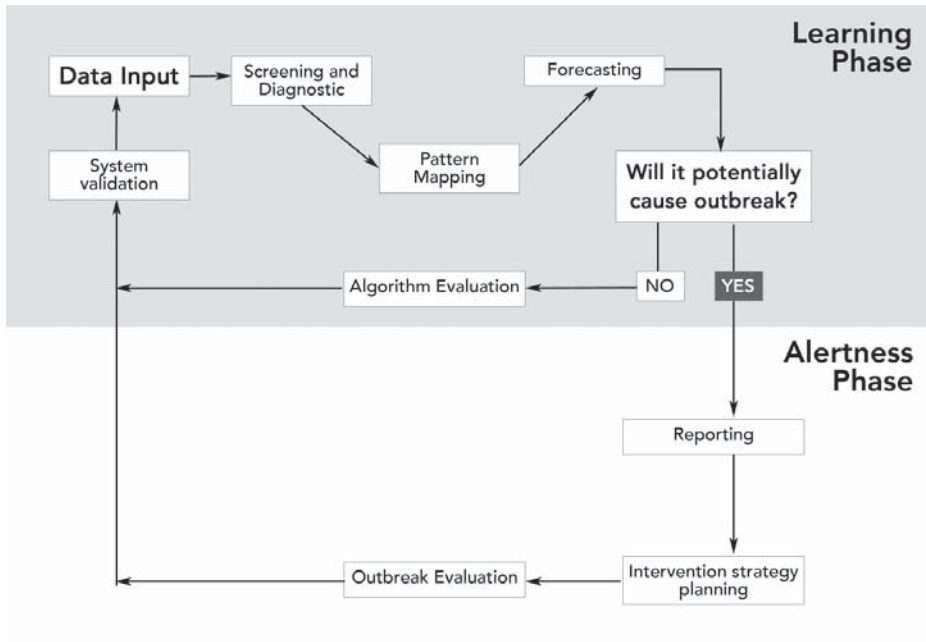 Learning
Phase
Data Input
Screening and
Diagnostic
Forecasting
Pattern
Mapping
System
validation
Will it potentially
cause outbreak?
Algorithm Evaluation
NO
YES
Alertness
Phase
Reporting
Intervention strategy
planning
Outbreak Evaluation